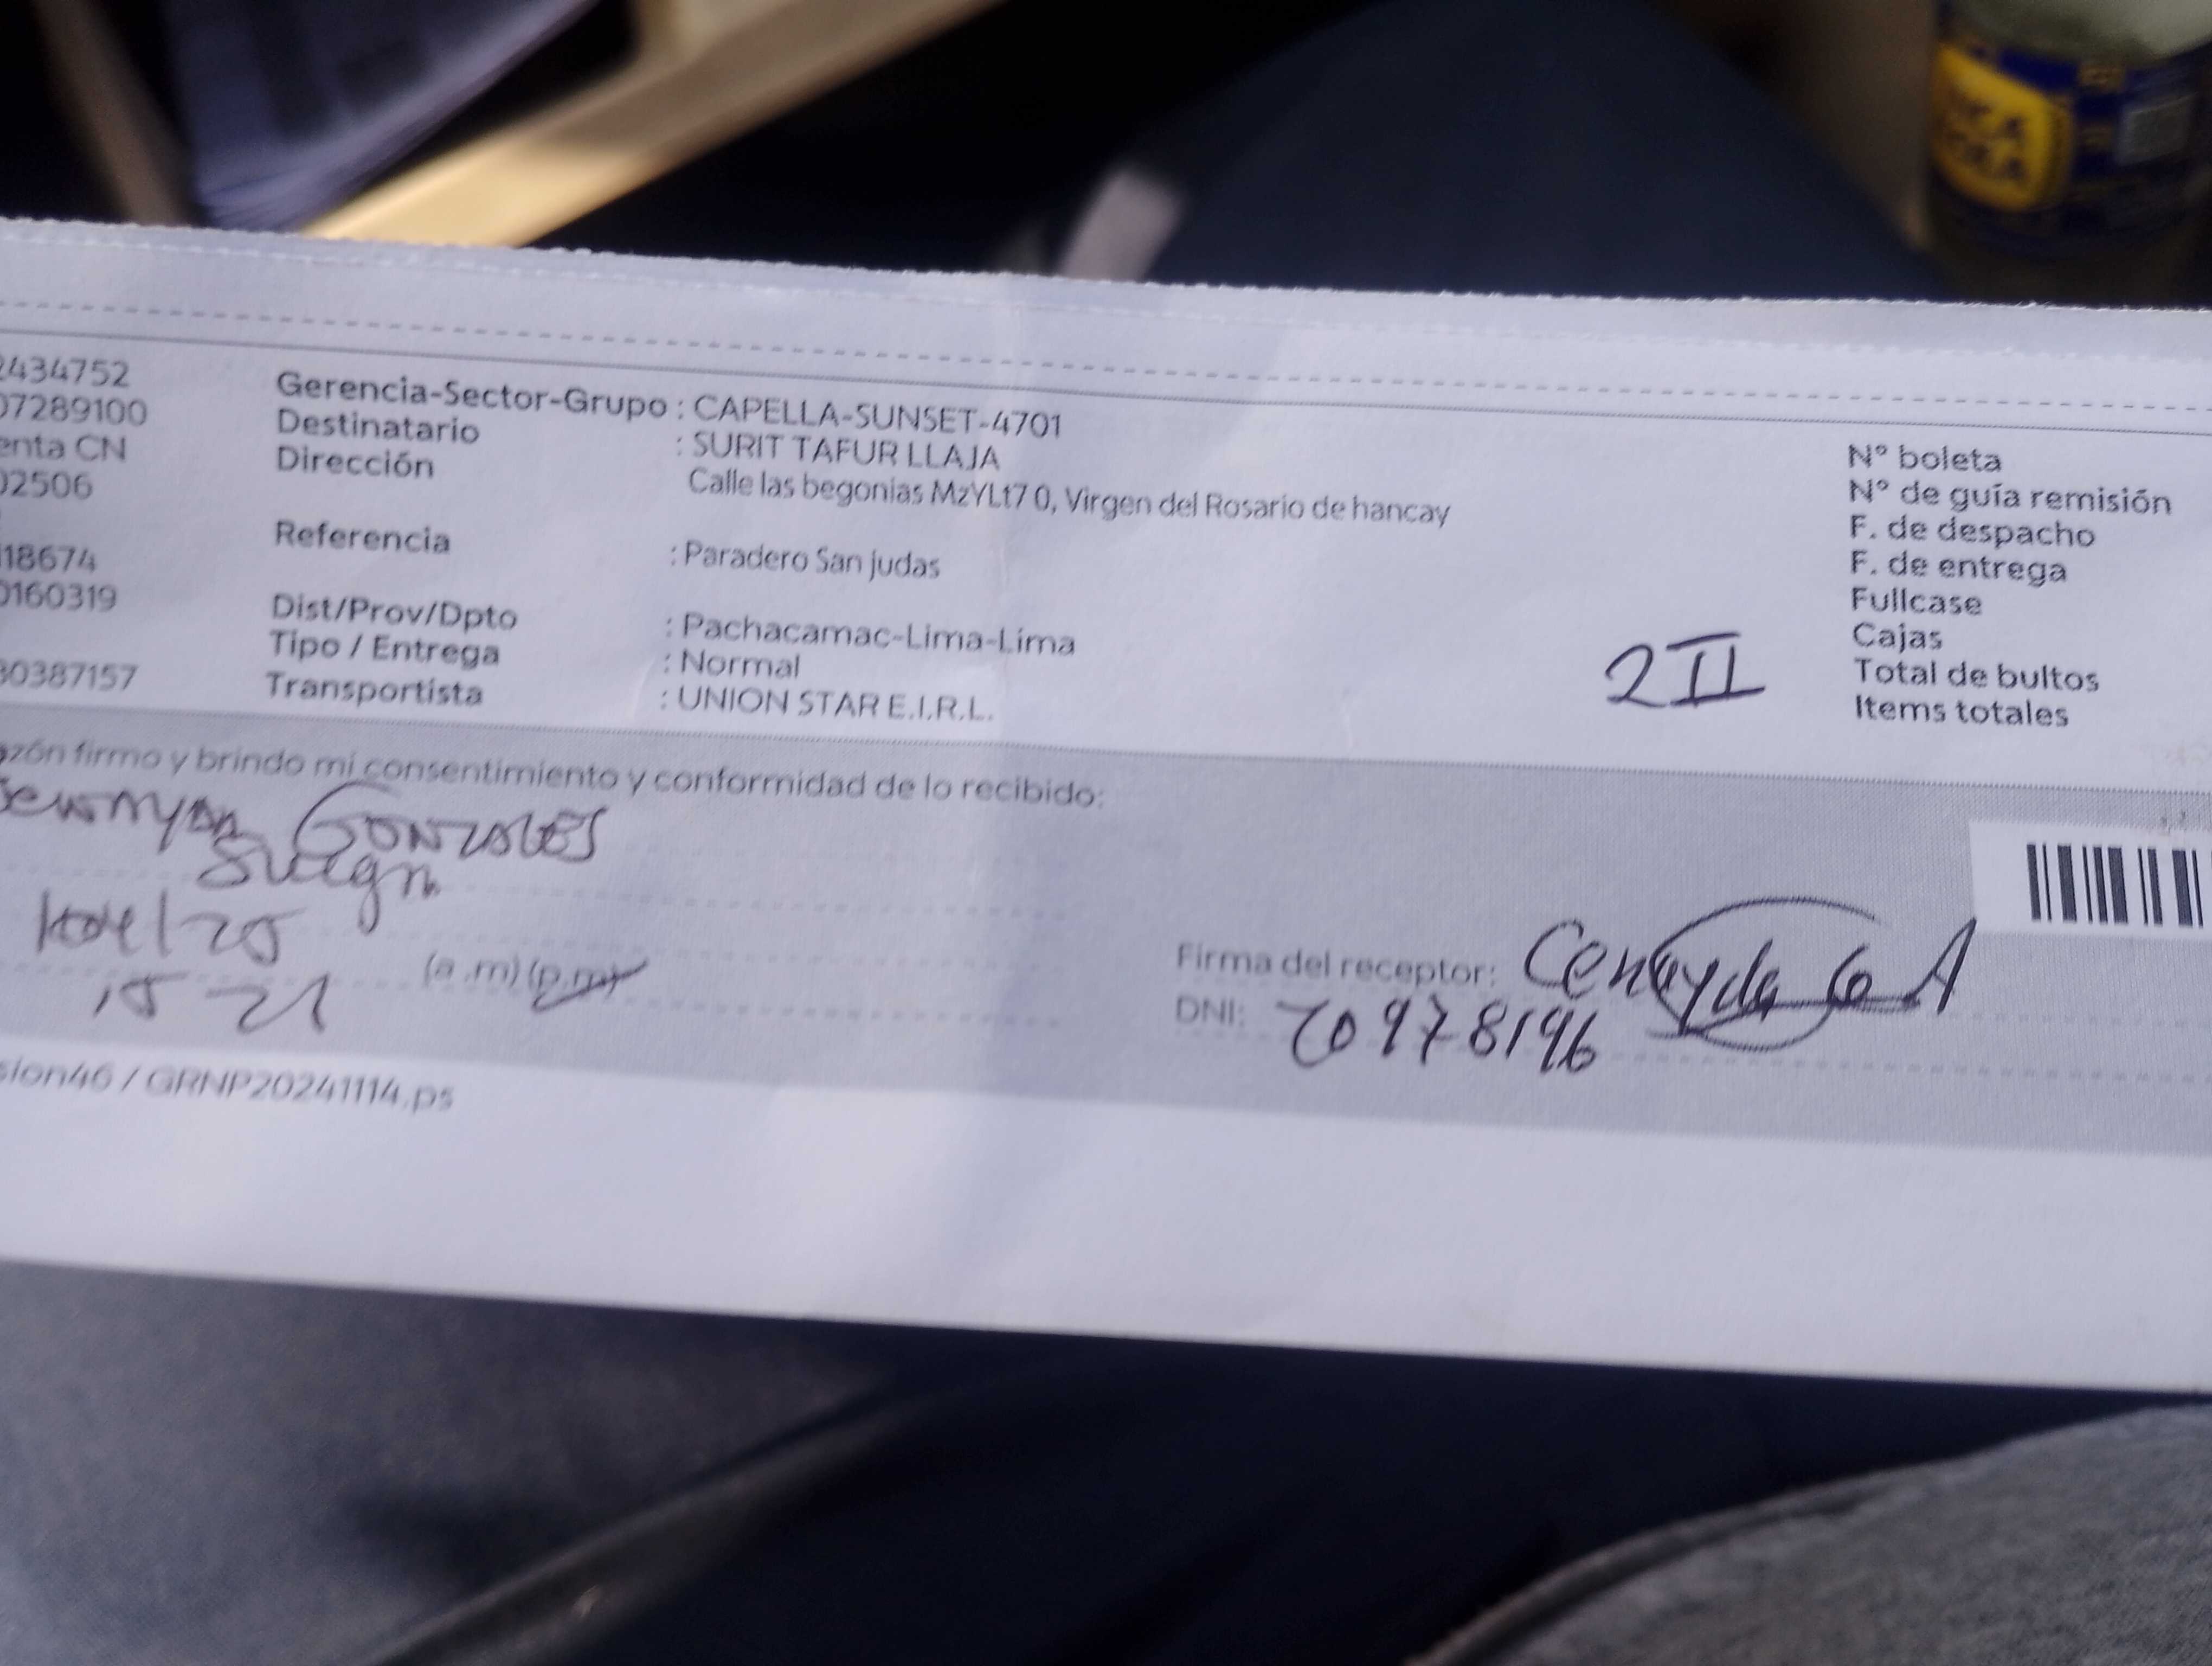 2434752
07289100
enta CN
02506
118674
0160319
30387157
Gerencia-Sector-Grupo : CAPELLA-SUNSET-4701
Destinatario : SURIT TAFUR LLAJA
Dirección Calle las begonias MzYLt7 0, Virgen del Rosario de hancay
Referencia : Paradero San judas
Dist/Prov/Dpto : Pachacamac-Lima-Lima
Tipo / Entrega : Normal
Transportista : UNION STAR E.I.R.L.
2 II
N° boleta
N° de guía remisión
F. de despacho
F. de entrega
Fullcase
Cajas
Total de bultos
Items totales
azón firmo y brindo mi consentimiento y conformidad de lo recibido:
GONZALES
15 21 (a .m) (p.m)
Firma del receptor:
DNI: 70978196
sion46 / GRNP20241114.ps